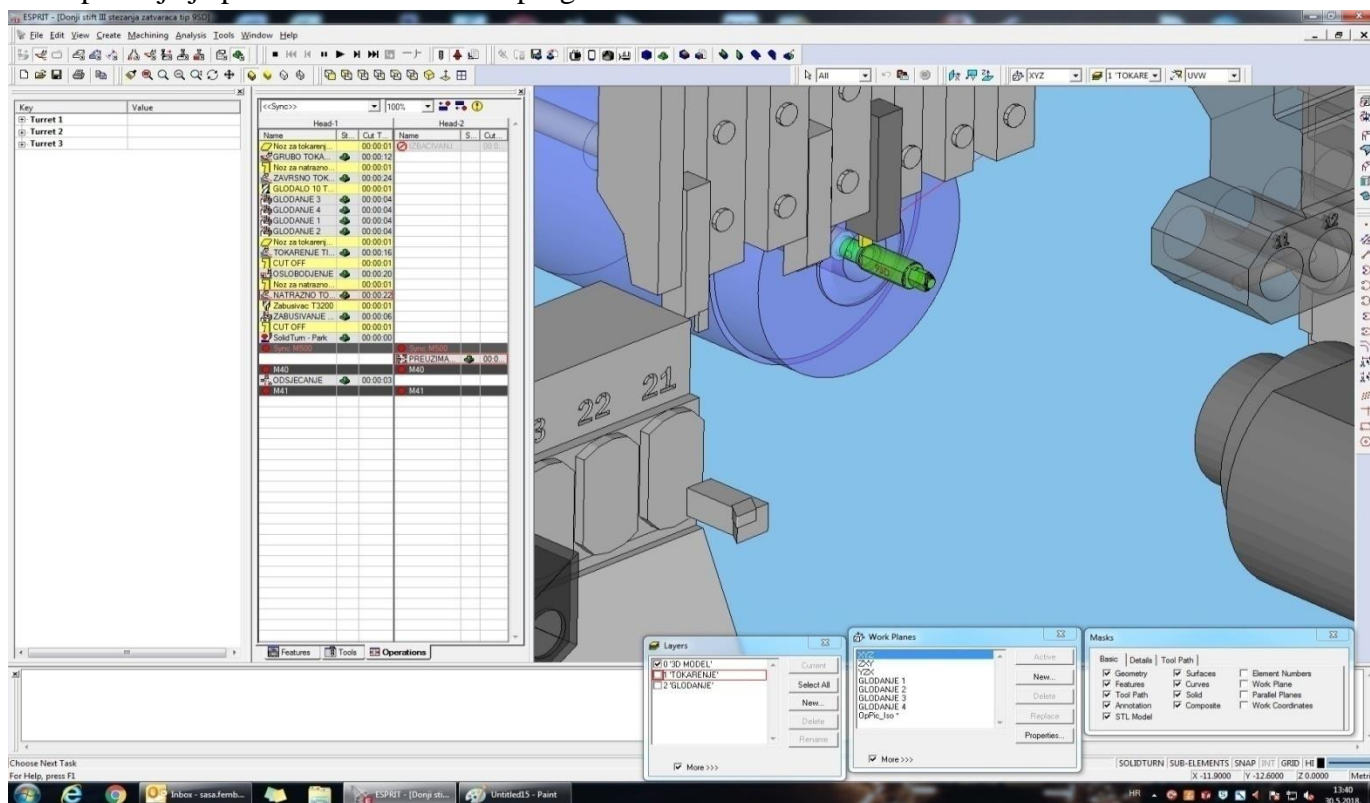 ESPRIT - [Donji stift III stezanja zatvaraca tip 9SD]
File Edit View Create Machining Analysis Tools Window Help
All XYZ 1 'TOKARE UVW
Key Value
Turret 1
Turret 2
Turret 3
<<Sync>> 100%
Head-1 Head-2
Name St... Cut T... Name S... Cut...
Noz za tokarenj... 00:00:01 IZBACIVANJ...
GRUBO TOKA... 00:00:12
Noz za natrazno... 00:00:01
ZAVRSNO TOK... 00:00:24
GLODALO 10 T... 00:00:01
GLODANJE 3 00:00:04
GLODANJE 4 00:00:04
GLODANJE 1 00:00:04
GLODANJE 2 00:00:04
Noz za tokarenj... 00:00:01
TOKARENJE TI... 00:00:16
CUT OFF 00:00:01
OSLOBODJENJE 00:00:20
Noz za natrazno... 00:00:01
NATRAZNO TO... 00:00:22
Zabusivac T3200 00:00:01
ZABUSIVANJE ... 00:00:06
CUT OFF 00:00:01
SolidTurn - Park 00:00:00
Sync M500 Sync M500
PREUZIMA... 00:0...
M40 M40
ODSJECANJE 00:00:03
M41 M41
Features Tools Operations
22 21
11 12
Layers
0 '3D MODEL'
1 'TOKARENJE'
2 'GLODANJE'
Current
Select All
New...
Delete
Rename
More >>>
Work Planes
XYZ
ZXY
YZX
GLODANJE 1
GLODANJE 2
GLODANJE 3
GLODANJE 4
OpPic_Iso *
Active
New...
Delete
Replace
Properties...
More >>>
Masks
Basic Details Tool Path
Geometry Surfaces Element Numbers
Features Curves Work Plane
Tool Path Solid Parallel Planes
Annotation Composite Work Coordinates
STL Model
Choose Next Task
For Help, press F1
SOLIDTURN SUB-ELEMENTS SNAP INT GRID HI
X -11.9000 Y -12.6000 Z 0.0000 Metri
Inbox - sasa.femb... ESPRIT - [Donji sti... Untitled15 - Paint
HR 13:40
30.5.2018